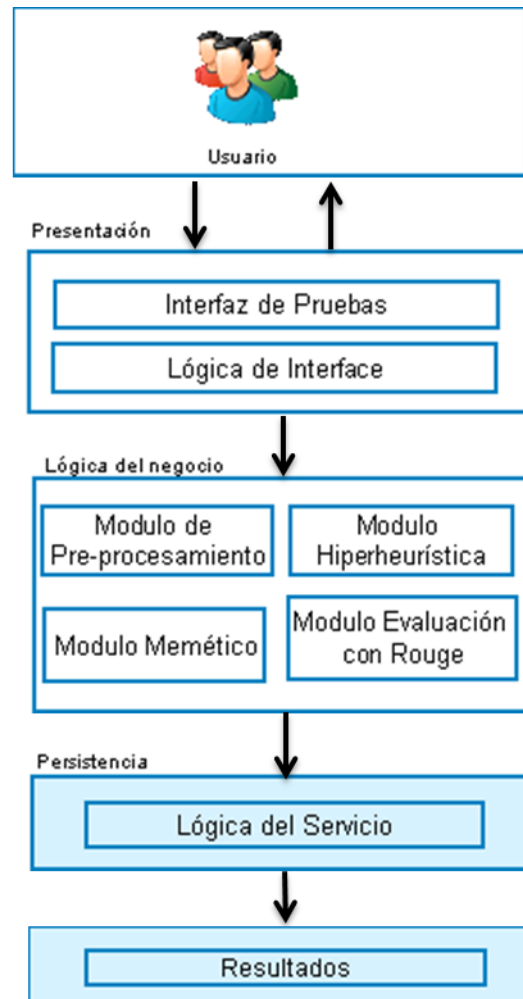 Usuario
Presentación
Interfaz de Pruebas
Lógica de Interface
Lógica del negocio
Modulo de
Pre-procesamiento
Modulo
Hiperheurística
Modulo Memético
Modulo Evaluación
con Rouge
Persistencia
Lógica del Servicio
Resultados